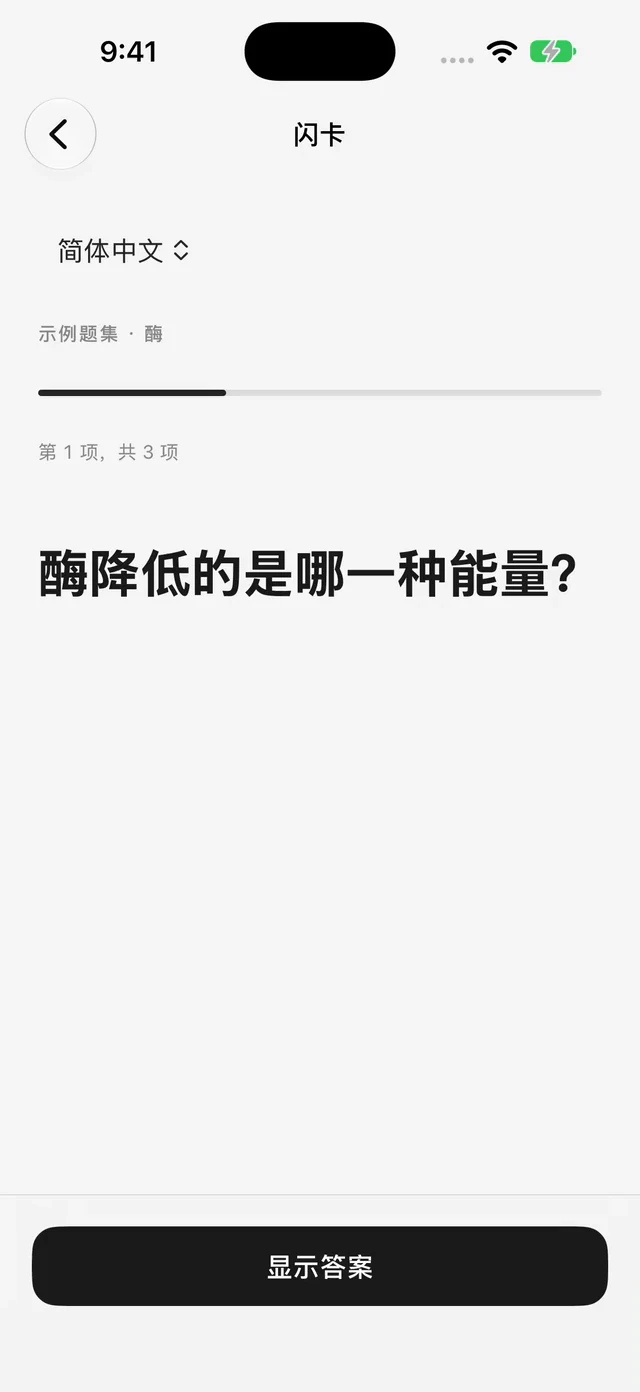 9:41
闪卡
简体中文
示例题集 · 酶
第 1 项，共 3 项
酶降低的是哪一种能量？
显示答案